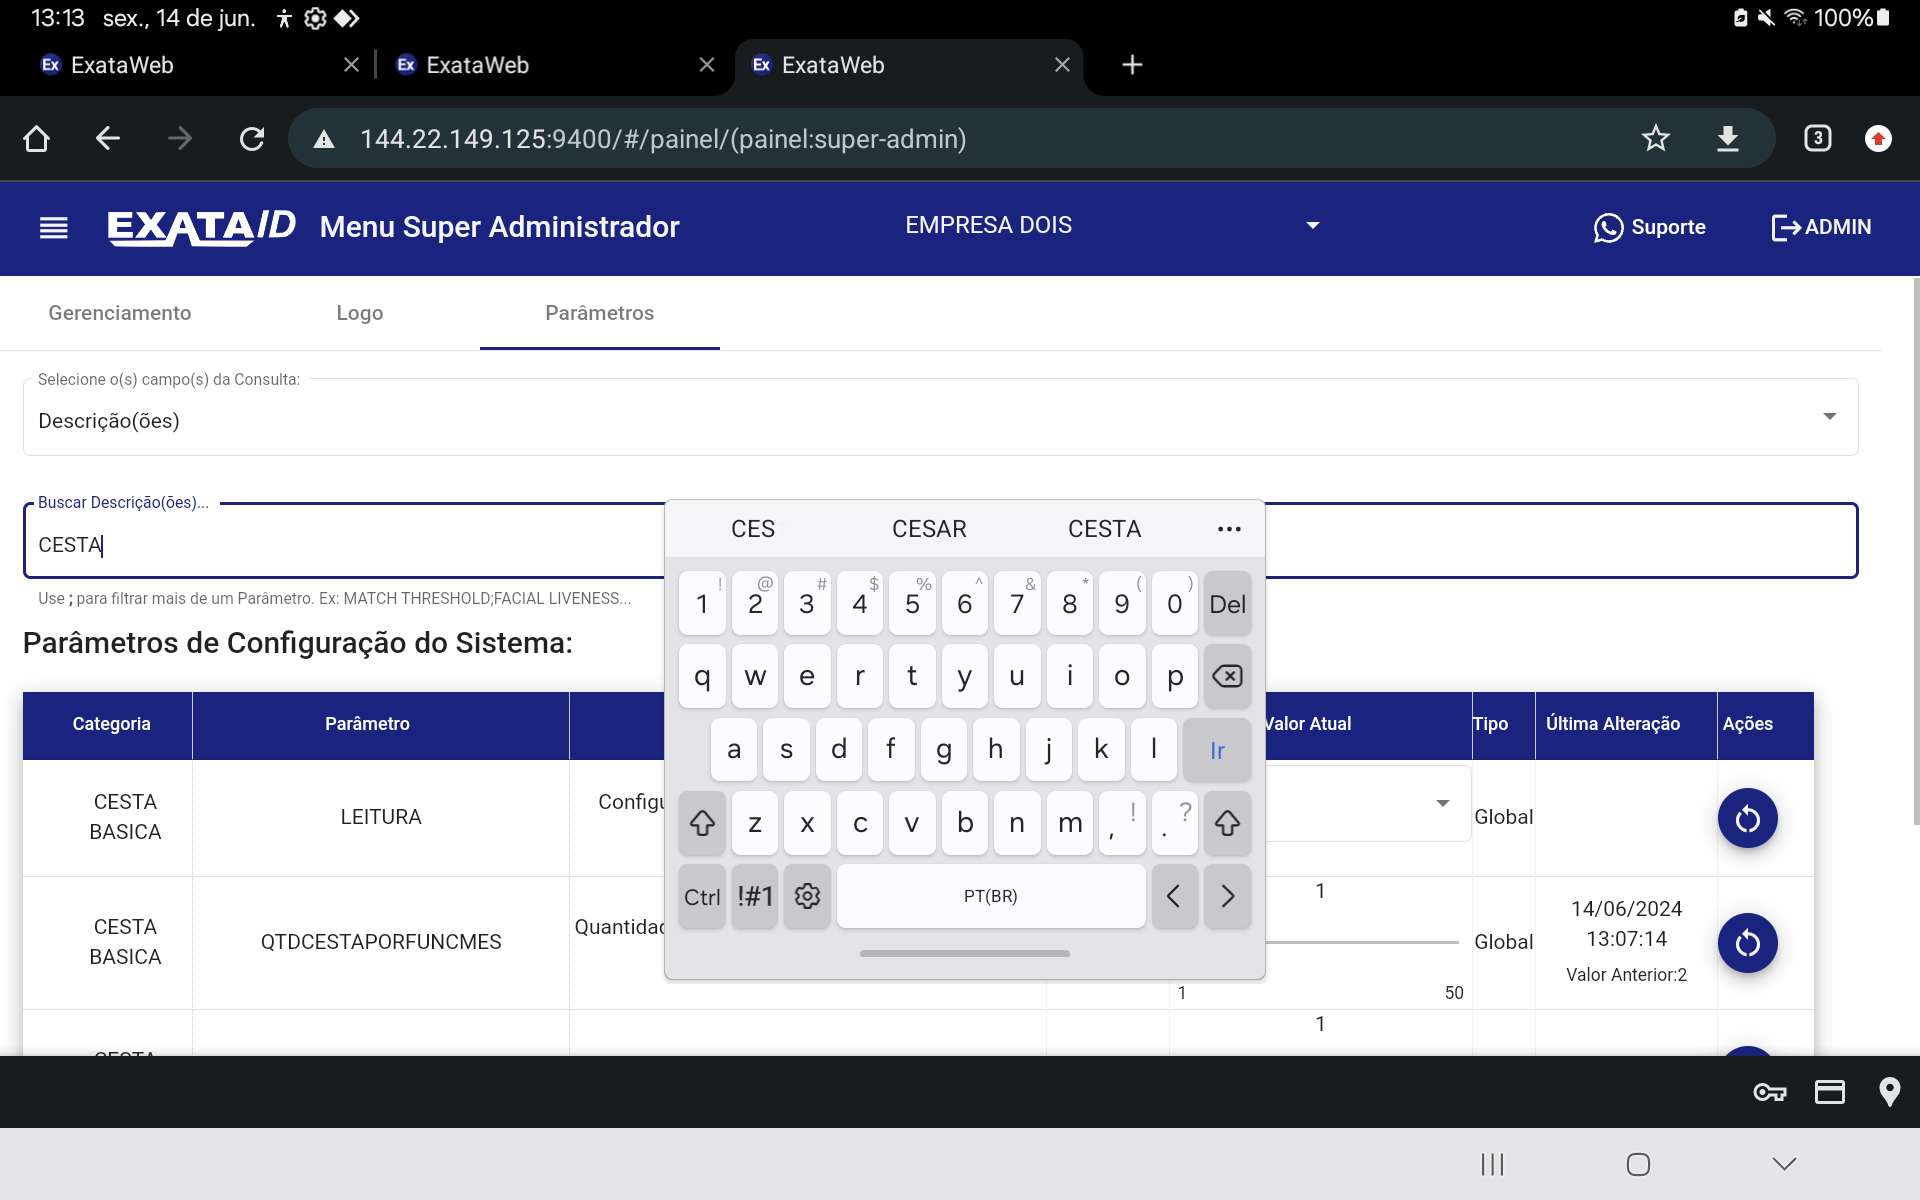 13:13 sex., 14 de jun. 100%
Ex ExataWeb Ex ExataWeb Ex ExataWeb
144.22.149.125:9400/#/painel/(painel:super-admin) 3
EXATA/ID Menu Super Administrador EMPRESA DOIS Suporte ADMIN
Gerenciamento Logo Parâmetros
Selecione o(s) campo(s) da Consulta:
Descrição(ões)
Buscar Descrição(ões)...
CESTA
Use ; para filtrar mais de um Parâmetro. Ex: MATCH THRESHOLD;FACIAL LIVENESS...
Parâmetros de Configuração do Sistema:
Categoria Parâmetro Valor Atual Tipo Última Alteração Ações
CESTA
BASICA
LEITURA
Configu
Global
CESTA
BASICA
QTDCESTAPORFUNCMES
Quantidad
1
1 50
Global
14/06/2024
13:07:14
Valor Anterior:2
CESTA
1
CES CESAR CESTA
! @ # $ % ^ & * ( )
1 2 3 4 5 6 7 8 9 0 Del
q w e r t y u i o p
a s d f g h j k l Ir
z x c v b n m , ! . ?
Ctrl !#1 PT(BR) < >